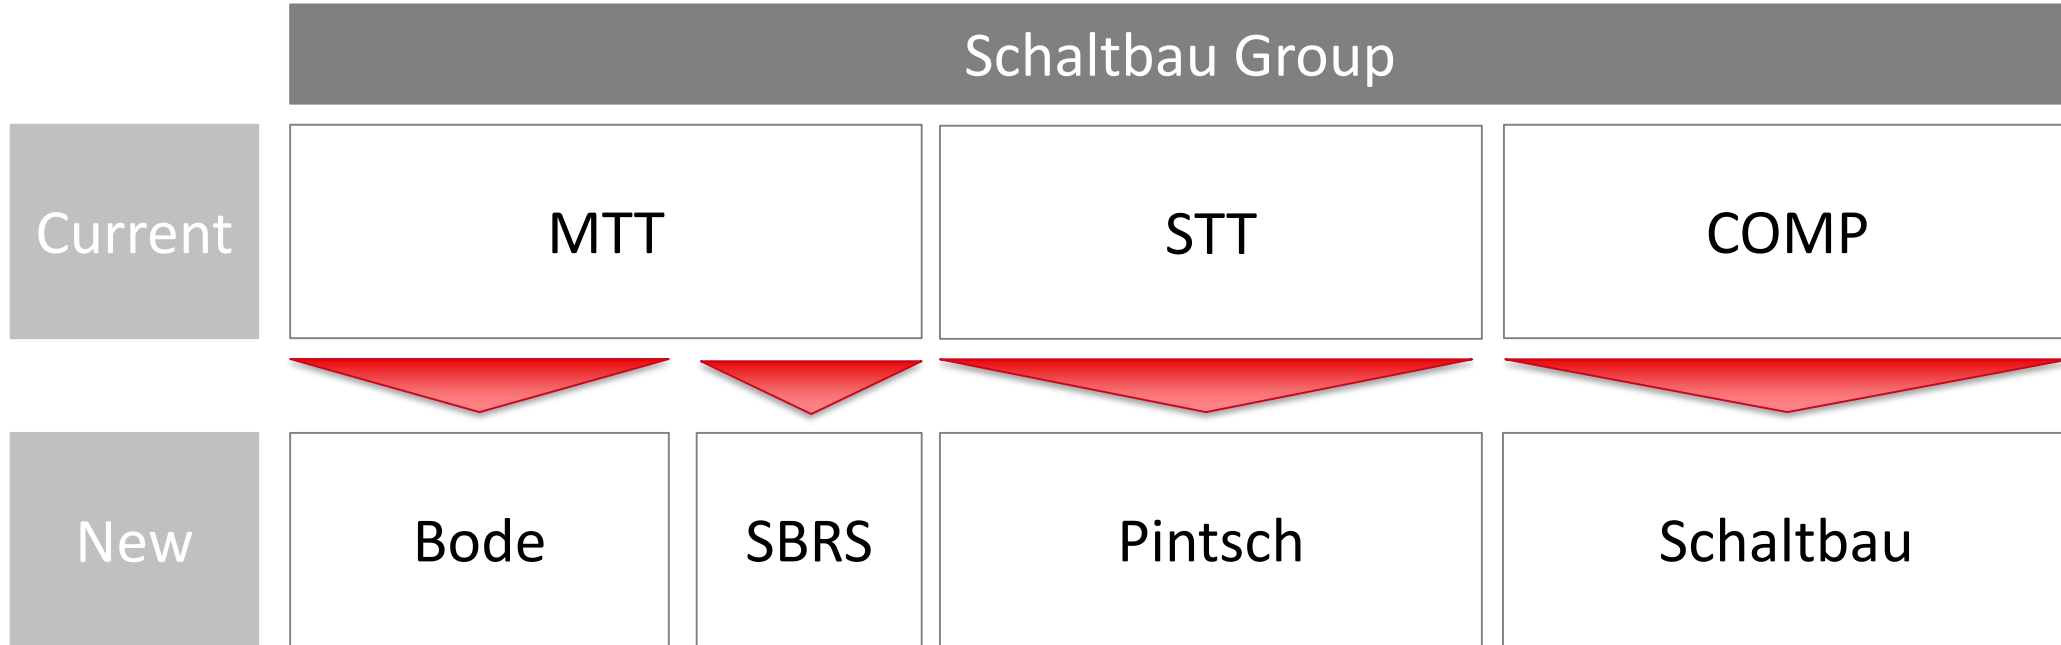 Schaltbau Group
Current
MTT
STT
COMP
New
Bode
SBRS
Pintsch
Schaltbau